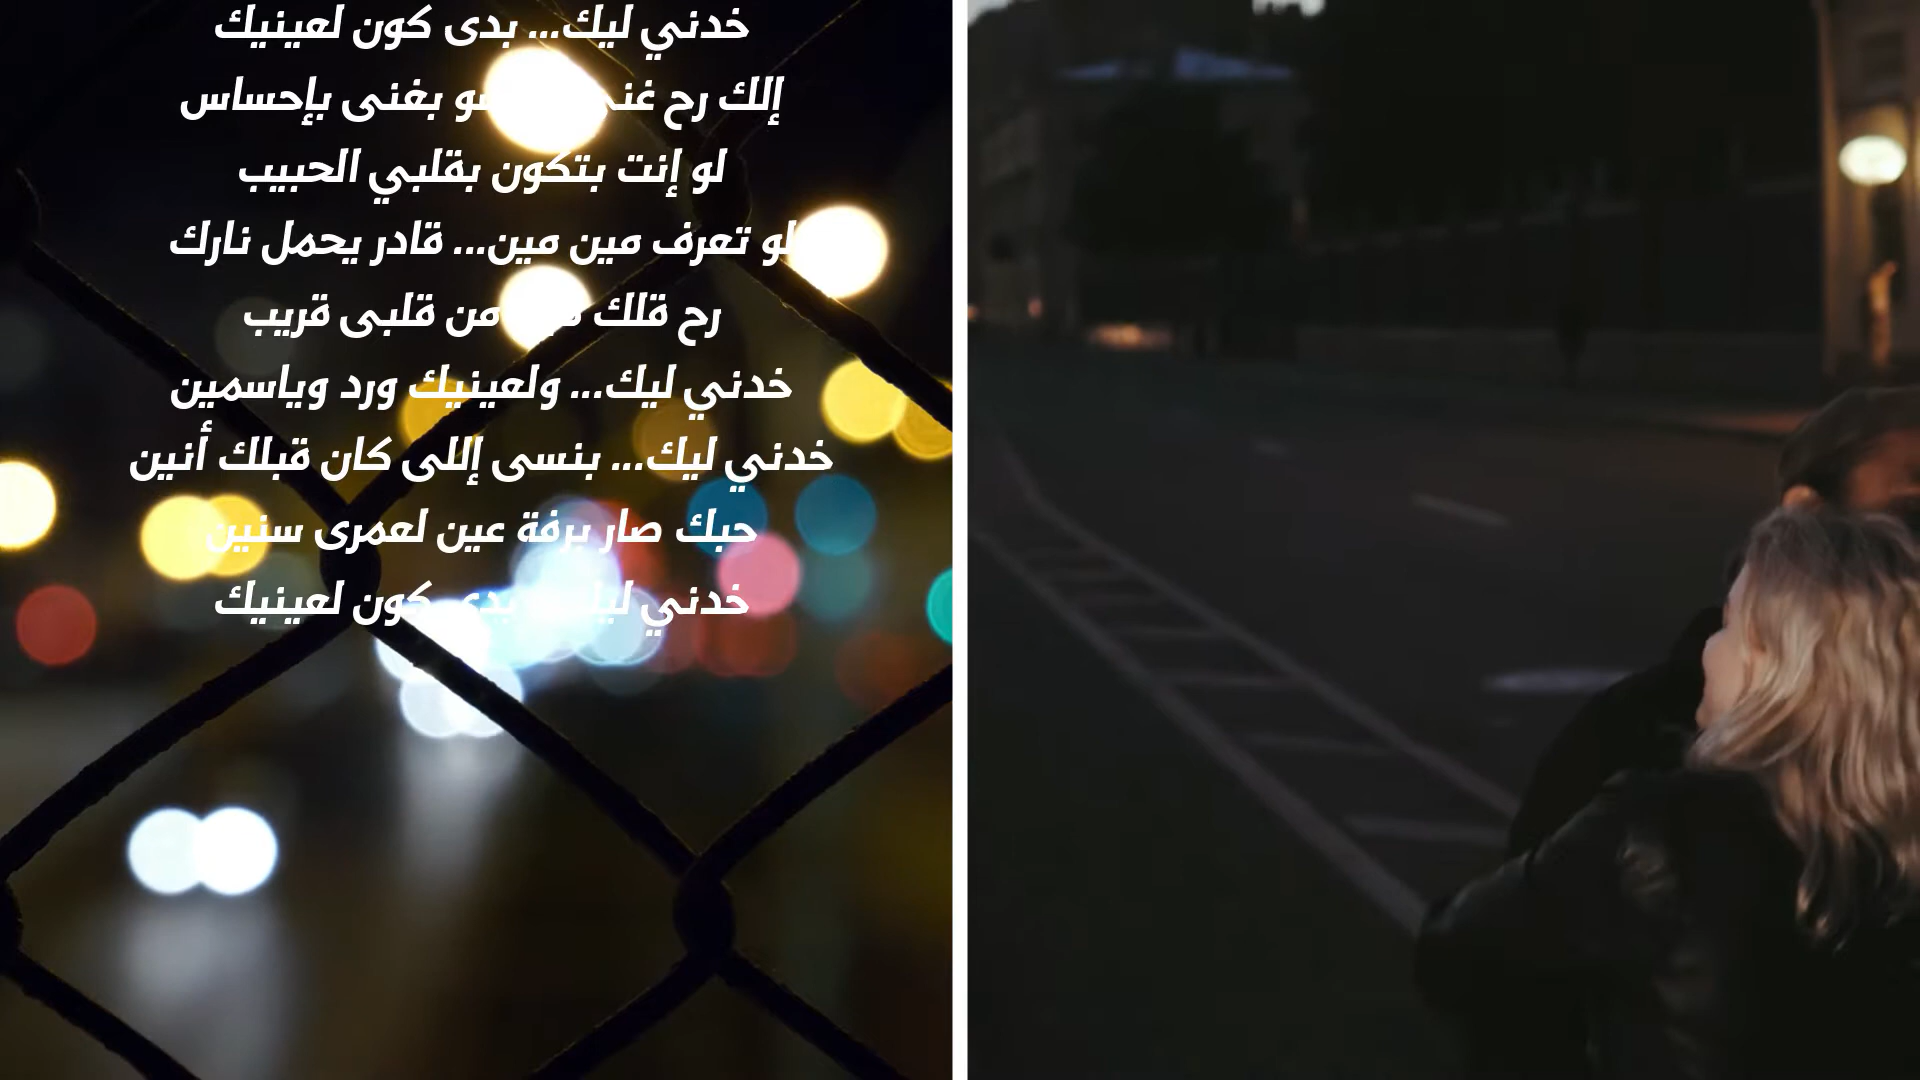 خدني ليك... بدى كون لعينيك
إلك رح غنى بغنى بإحساس
لو إنت بتكون بقلبي الحبيب
لو تعرف مين مين... قادر يحمل نارك
رح قلك من قلبى قريب
خدني ليك... ولعينيك ورد وياسمين
خدني ليك... بنسى إللى كان قبلك أنين
حبك صار برفة عين لعمرى سنين
خدني ليك... بدى كون لعينيك